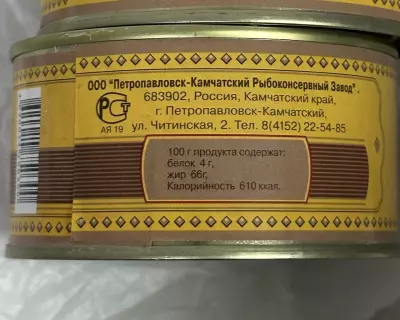 ООО "Петропавловск-Камчатский Рыбоконсервный Завод".
683902, Россия, Камчатский край,
г. Петропавловск-Камчатский,
ул. Читинская, 2. Тел. 8(4152) 22-54-85
РСТ
АЯ 19
100 г продукта содержат:
белок 4 г,
жир 66г,
Калорийность 610 ккал.